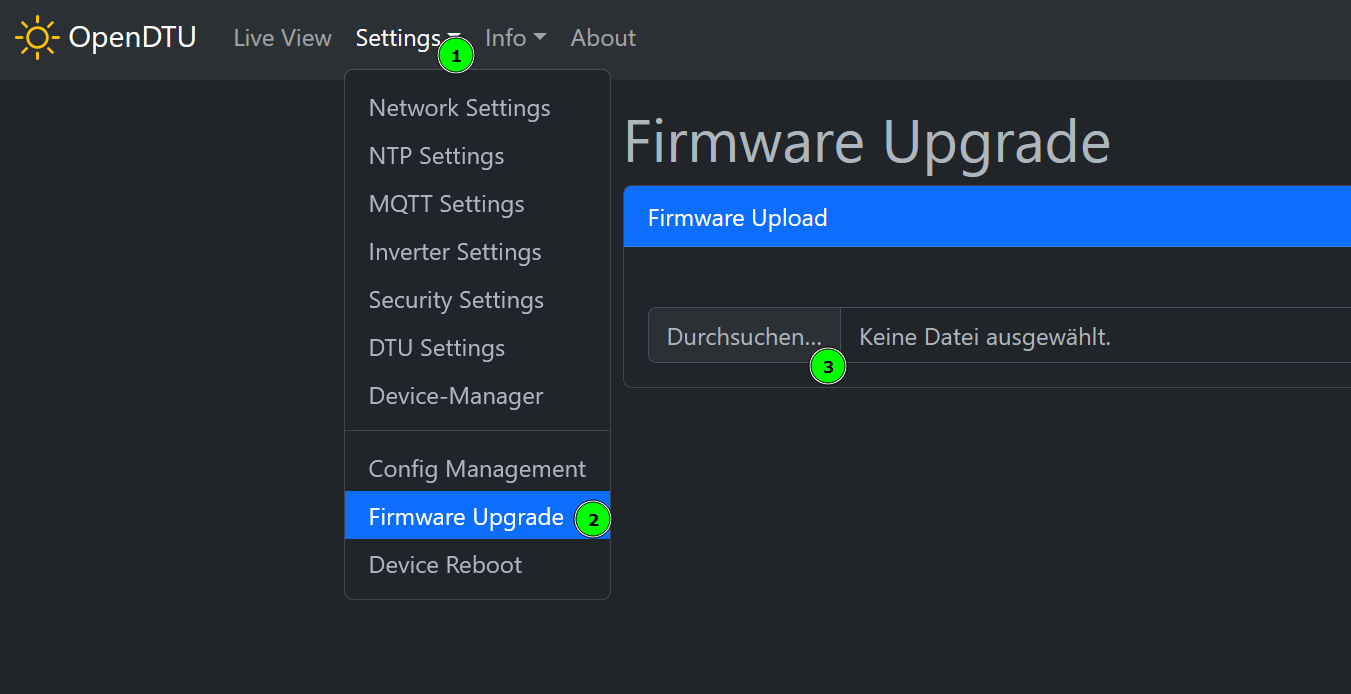 OpenDTU Live View Settings Info About
1
Network Settings
NTP Settings
MQTT Settings
Inverter Settings
Security Settings
DTU Settings
Device-Manager
Config Management
Firmware Upgrade 2
Device Reboot
Firmware Upgrade
Firmware Upload
Durchsuchen... Keine Datei ausgewählt.
3